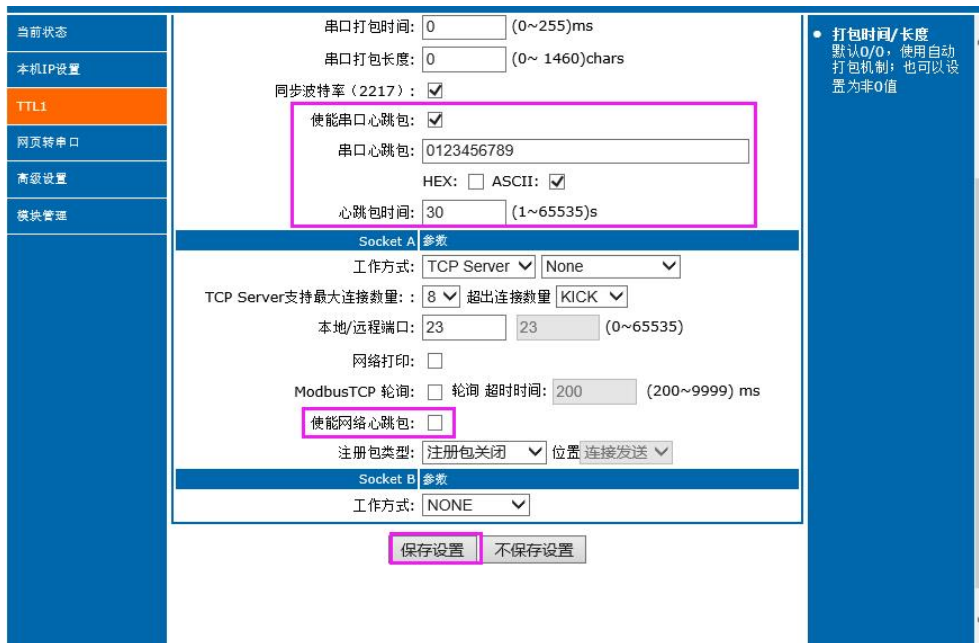 当前状态
本机IP设置
TTL1
网页转串口
高级设置
模块管理
串口打包时间: 0 (0~255)ms
串口打包长度: 0 (0~ 1460)chars
同步波特率（2217）:
使能串口心跳包:
串口心跳包: 0123456789
HEX: ASCII:
心跳包时间: 30 (1~65535)s
Socket A 参数
工作方式: TCP Server None
TCP Server支持最大连接数量: : 8 超出连接数量 KICK
本地/远程端口: 23 23 (0~65535)
网络打印:
ModbusTCP 轮询: 轮询 超时时间: 200 (200~9999) ms
使能网络心跳包:
注册包类型: 注册包关闭 位置 连接发送
Socket B 参数
工作方式: NONE
保存设置 不保存设置
打包时间/长度
默认0/0，使用自动
打包机制；也可以设
置为非0值